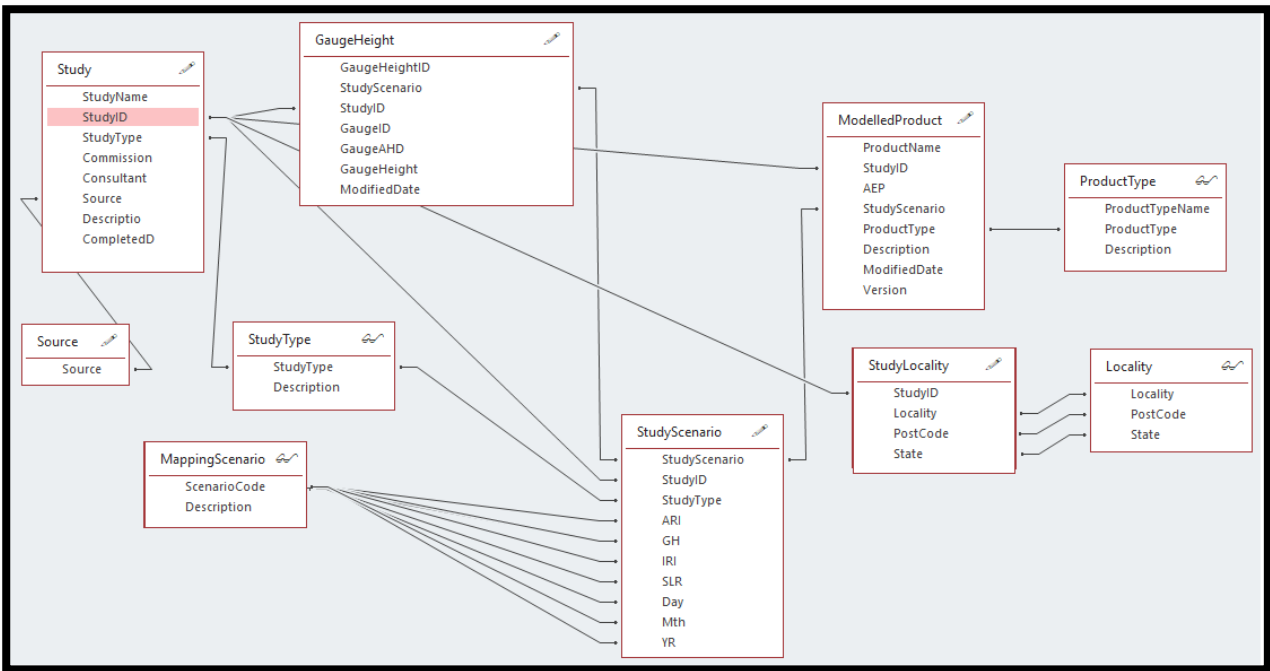 Study
StudyName
StudyID
StudyType
Commission
Consultant
Source
Descriptio
CompletedD
GaugeHeight
GaugeHeightID
StudyScenario
StudyID
GaugeID
GaugeAHD
GaugeHeight
ModifiedDate
ModelledProduct
ProductName
StudyID
AEP
StudyScenario
ProductType
Description
ModifiedDate
Version
ProductType
ProductTypeName
ProductType
Description
Source
Source
StudyType
StudyType
Description
StudyLocality
StudyID
Locality
PostCode
State
Locality
Locality
PostCode
State
MappingScenario
ScenarioCode
Description
StudyScenario
StudyScenario
StudyID
StudyType
ARI
GH
IRI
SLR
Day
Mth
YR